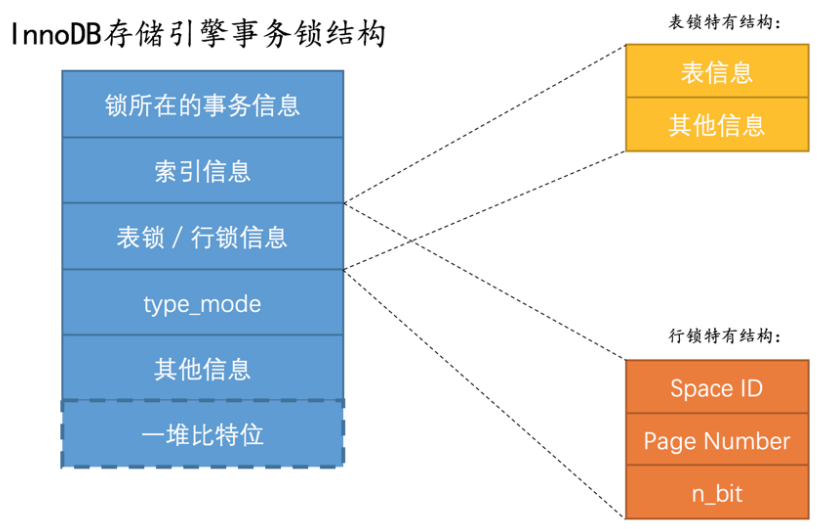 InnoDB存储引擎事务锁结构
锁所在的事务信息
索引信息
表锁 / 行锁信息
type_mode
其他信息
一堆比特位
表锁特有结构：
表信息
其他信息
行锁特有结构：
Space ID
Page Number
n_bit